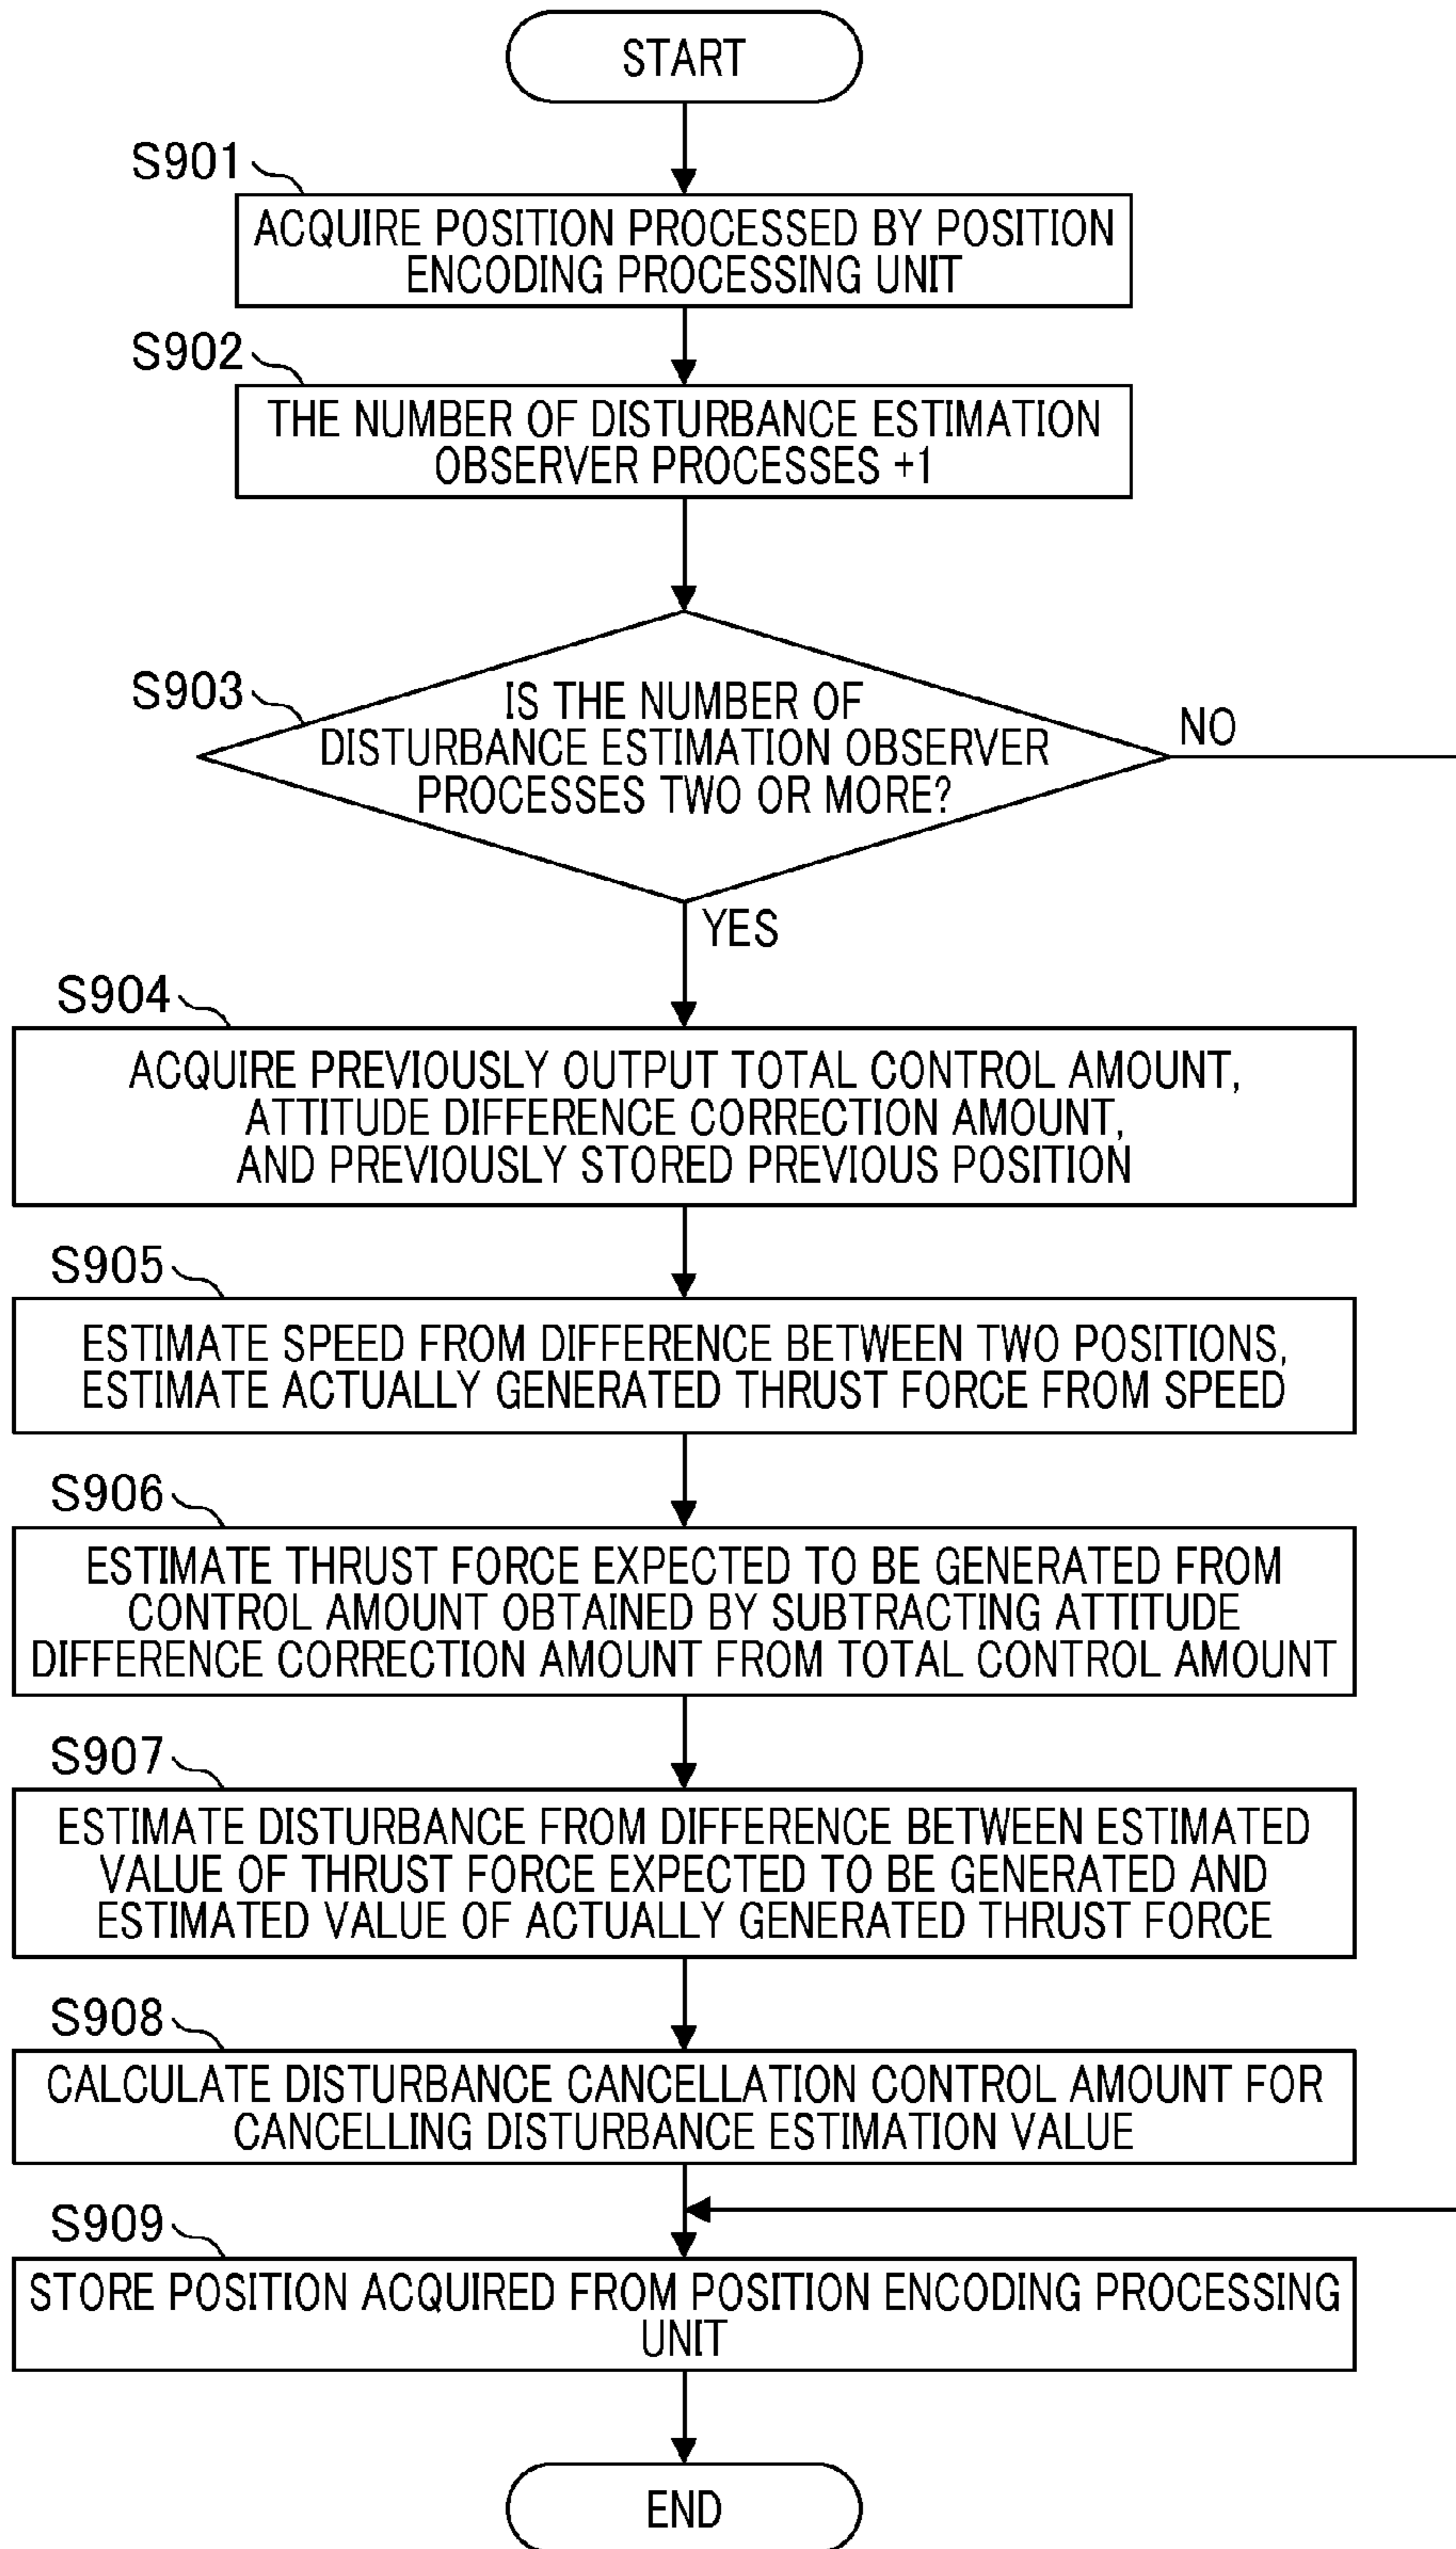 START
S901
ACQUIRE POSITION PROCESSED BY POSITION
ENCODING PROCESSING UNIT
S902
THE NUMBER OF DISTURBANCE ESTIMATION
OBSERVER PROCESSES +1
S903
IS THE NUMBER OF
DISTURBANCE ESTIMATION OBSERVER
PROCESSES TWO OR MORE?
NO
YES
S904
ACQUIRE PREVIOUSLY OUTPUT TOTAL CONTROL AMOUNT,
ATTITUDE DIFFERENCE CORRECTION AMOUNT,
AND PREVIOUSLY STORED PREVIOUS POSITION
S905
ESTIMATE SPEED FROM DIFFERENCE BETWEEN TWO POSITIONS,
ESTIMATE ACTUALLY GENERATED THRUST FORCE FROM SPEED
S906
ESTIMATE THRUST FORCE EXPECTED TO BE GENERATED FROM
CONTROL AMOUNT OBTAINED BY SUBTRACTING ATTITUDE
DIFFERENCE CORRECTION AMOUNT FROM TOTAL CONTROL AMOUNT
S907
ESTIMATE DISTURBANCE FROM DIFFERENCE BETWEEN ESTIMATED
VALUE OF THRUST FORCE EXPECTED TO BE GENERATED AND
ESTIMATED VALUE OF ACTUALLY GENERATED THRUST FORCE
S908
CALCULATE DISTURBANCE CANCELLATION CONTROL AMOUNT FOR
CANCELLING DISTURBANCE ESTIMATION VALUE
S909
STORE POSITION ACQUIRED FROM POSITION ENCODING PROCESSING
UNIT
END